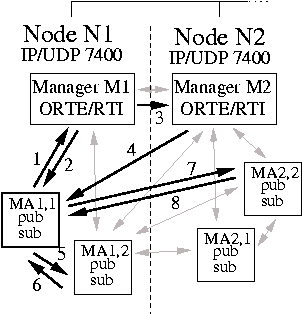 Node N1
IP/UDP 7400
Node N2
IP/UDP 7400
Manager M1
ORTE/RTI
Manager M2
ORTE/RTI
3
1
2
4
7
8
MA1,1
pub
sub
MA2,2
pub
sub
5
6
MA1,2
pub
sub
MA2,1
pub
sub